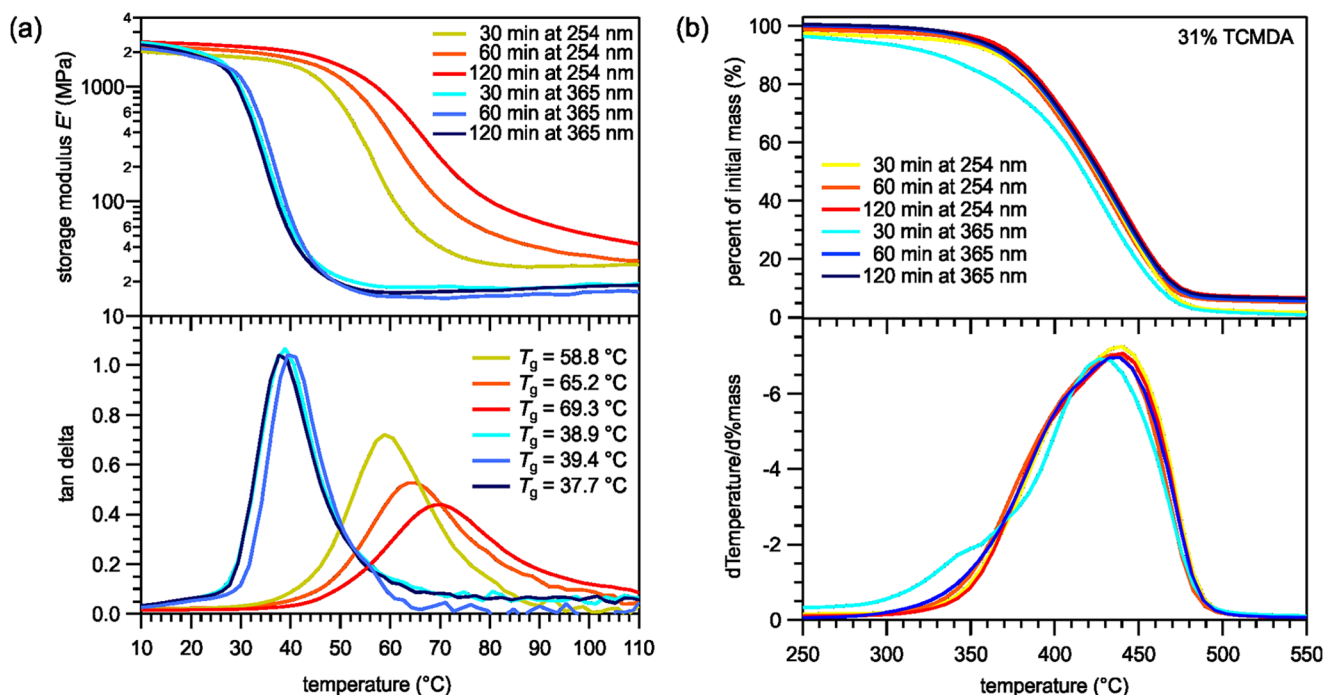 (a)
storage modulus E' (MPa)
4
2
1000
4
2
100
4
2
10
30 min at 254 nm
60 min at 254 nm
120 min at 254 nm
30 min at 365 nm
60 min at 365 nm
120 min at 365 nm
tan delta
1.0
0.8
0.6
0.4
0.2
0.0
Tg = 58.8 °C
Tg = 65.2 °C
Tg = 69.3 °C
Tg = 38.9 °C
Tg = 39.4 °C
Tg = 37.7 °C
10 20 30 40 50 60 70 80 90 100 110
temperature (°C)
(b)
percent of initial mass (%)
100
80
60
40
20
0
31% TCMDA
30 min at 254 nm
60 min at 254 nm
120 min at 254 nm
30 min at 365 nm
60 min at 365 nm
120 min at 365 nm
dTemperature/d%mass
-6
-4
-2
0
250 300 350 400 450 500 550
temperature (°C)